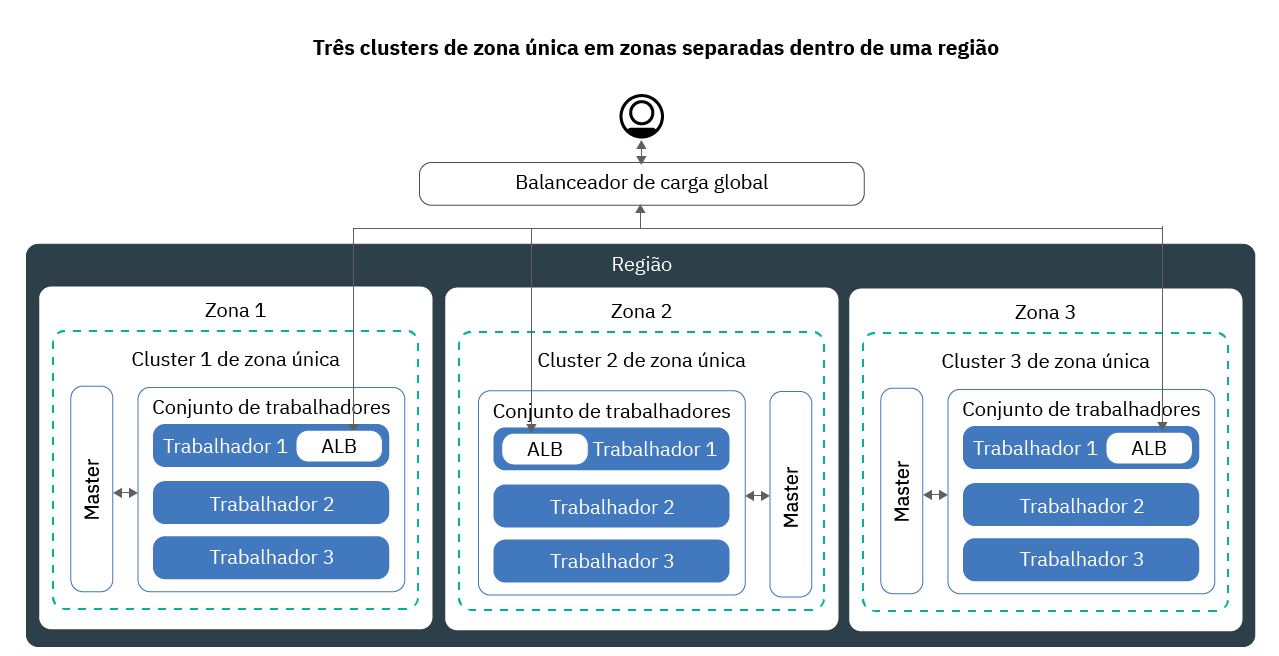 Três clusters de zona única em zonas separadas dentro de uma região
Balanceador de carga global
Região
Zona 1
Cluster 1 de zona única
Master
Conjunto de trabalhadores
Trabalhador 1 ALB
Trabalhador 2
Trabalhador 3
Zona 2
Cluster 2 de zona única
Conjunto de trabalhadores
ALB Trabalhador 1
Trabalhador 2
Trabalhador 3
Master
Zona 3
Cluster 3 de zona única
Master
Conjunto de trabalhadores
Trabalhador 1 ALB
Trabalhador 2
Trabalhador 3